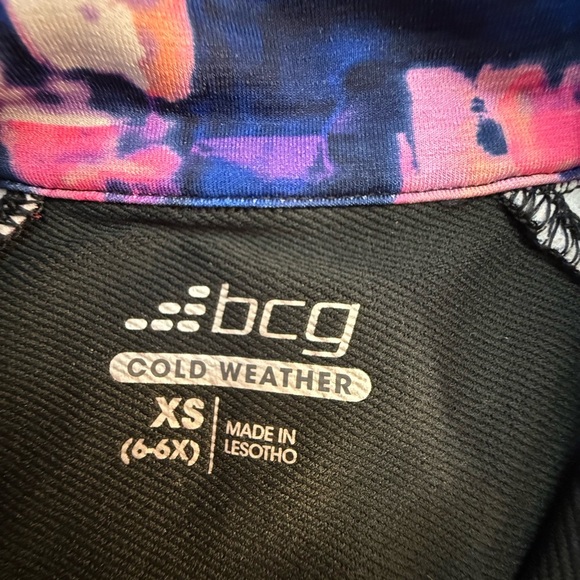 bcg
COLD WEATHER
XS
(6-6X)
MADE IN
LESOTHO